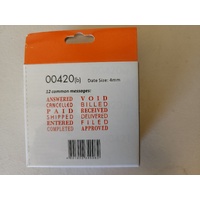 00420(b) Date Size: 4mm
12 common messages:
ANSWERED VOID
CANCELLED BILLED
PAID RECEIVED
SHIPPED DELIVERED
ENTERED FILED
COMPLETED APPROVED